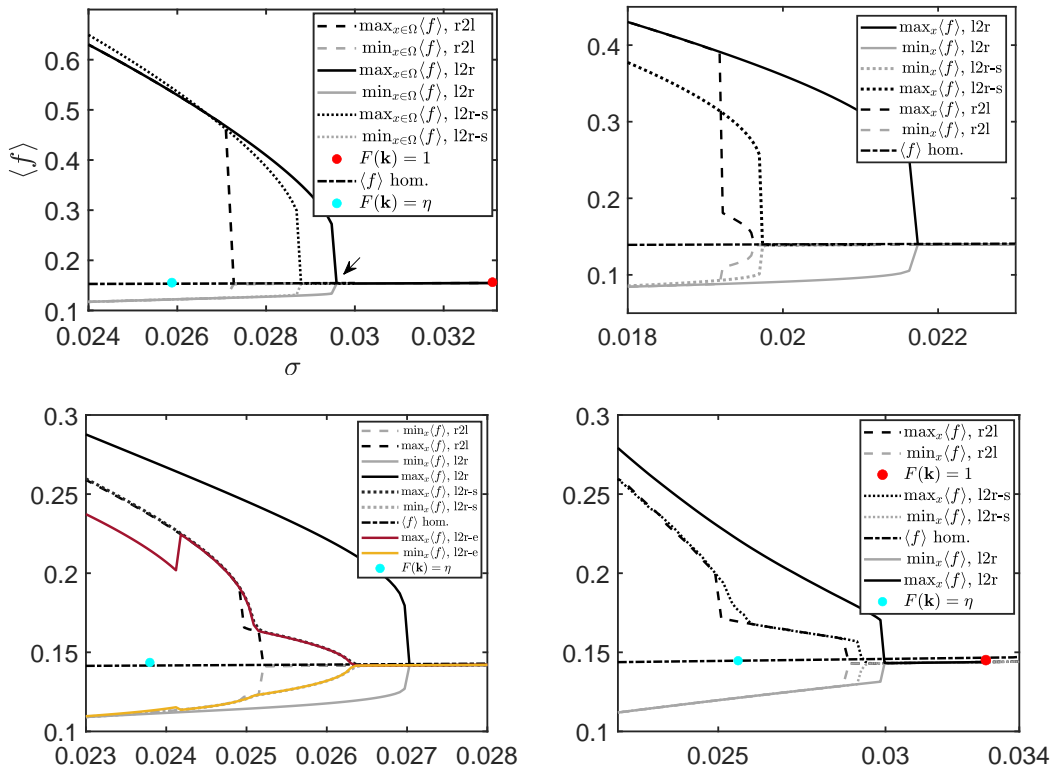 0.6
0.5
0.4
0.3
0.2
0.1
⟨f⟩
0.024
0.026
0.028
0.03
0.032
σ
max_{x∈Ω}⟨f⟩, r2l
min_{x∈Ω}⟨f⟩, r2l
max_{x∈Ω}⟨f⟩, l2r
min_{x∈Ω}⟨f⟩, l2r
max_{x∈Ω}⟨f⟩, l2r-s
min_{x∈Ω}⟨f⟩, l2r-s
F(k) = 1
⟨f⟩ hom.
F(k) = η
0.4
0.3
0.2
0.1
0.018
0.02
0.022
max_x⟨f⟩, l2r
min_x⟨f⟩, l2r
min_x⟨f⟩, l2r-s
max_x⟨f⟩, l2r-s
max_x⟨f⟩, r2l
min_x⟨f⟩, r2l
⟨f⟩ hom.
0.3
0.25
0.2
0.15
0.1
0.023
0.024
0.025
0.026
0.027
0.028
min_x⟨f⟩, r2l
max_x⟨f⟩, r2l
min_x⟨f⟩, l2r
max_x⟨f⟩, l2r
max_x⟨f⟩, l2r-s
min_x⟨f⟩, l2r-s
⟨f⟩ hom.
max_x⟨f⟩, l2r-e
min_x⟨f⟩, l2r-e
F(k) = η
0.3
0.25
0.2
0.15
0.1
0.025
0.03
0.034
max_x⟨f⟩, r2l
min_x⟨f⟩, r2l
F(k) = 1
max_x⟨f⟩, l2r-s
min_x⟨f⟩, l2r-s
⟨f⟩ hom.
min_x⟨f⟩, l2r
max_x⟨f⟩, l2r
F(k) = η